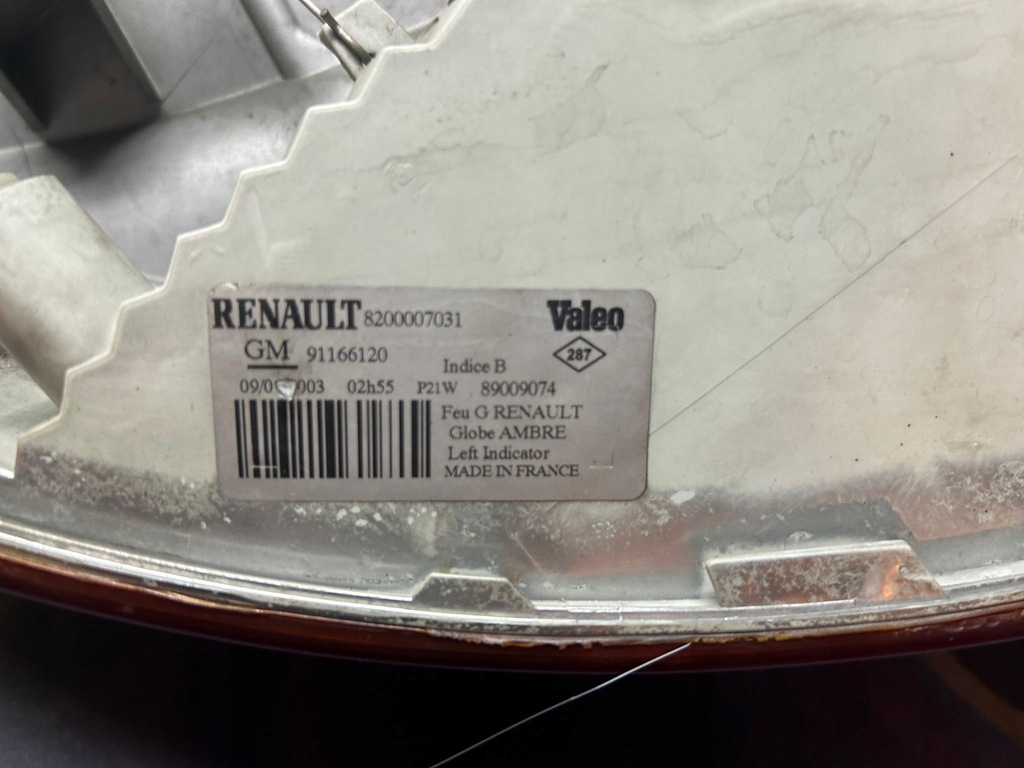 RENAULT 8200007031 Valeo
GM 91166120 287
Indice B
02h55 P21W 89009074
Feu G RENAULT
Globe AMBRE
Left Indicator
MADE IN FRANCE